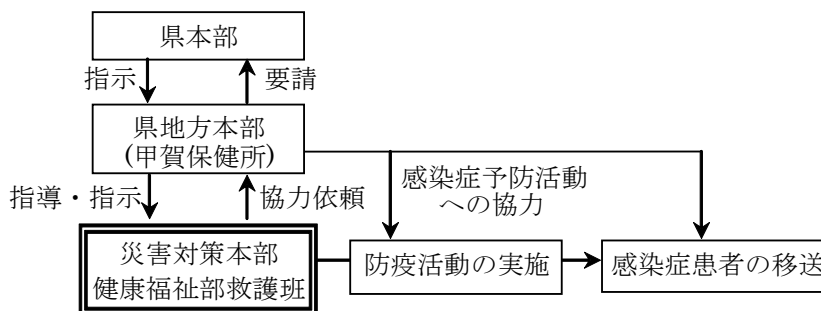 県本部
指示
要請
県地方本部
(甲賀保健所)
指導・指示
協力依頼
感染症予防活動
への協力
災害対策本部
健康福祉部救護班
防疫活動の実施
感染症患者の移送